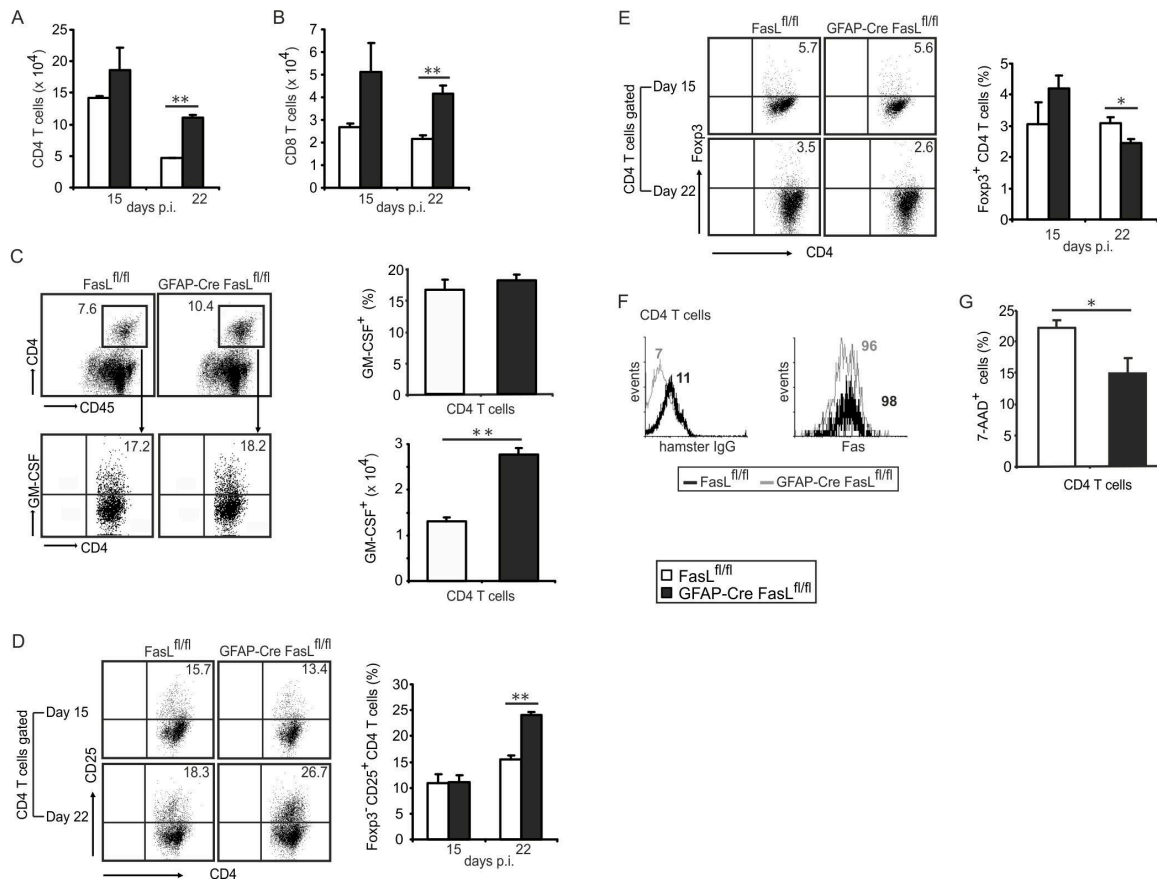 A
CD4 T cells (x 10⁴)
20
15
10
5
0
**
15 22
days p.i.
B
CD8 T cells (x 10⁴)
7
6
5
4
3
2
1
0
**
15 22
days p.i.
C
FasL^fl/fl GFAP-Cre FasL^fl/fl
7.6 10.4
CD4
CD45
17.2 18.2
GM-CSF
CD4
GM-CSF⁺ (%)
20
15
10
5
0
CD4 T cells
GM-CSF⁺ (x 10⁴)
3
2
1
0
**
CD4 T cells
D
FasL^fl/fl GFAP-Cre FasL^fl/fl
CD4 T cells gated
Day 15
Day 22
CD25
15.7 13.4
18.3 26.7
CD4
Foxp3⁻ CD25⁺ CD4 T cells (%)
30
25
20
15
10
5
0
**
15 22
days p.i.
E
FasL^fl/fl GFAP-Cre FasL^fl/fl
CD4 T cells gated
Day 15
Day 22
Foxp3
5.7 5.6
3.5 2.6
CD4
Foxp3⁺ CD4 T cells (%)
5
4
3
2
1
0
*
15 22
days p.i.
F
CD4 T cells
events
7
11
hamster IgG
events
96
98
Fas
FasL^fl/fl GFAP-Cre FasL^fl/fl
G
7-AAD⁺ cells (%)
25
20
15
10
5
0
*
CD4 T cells
FasL^fl/fl
GFAP-Cre FasL^fl/fl